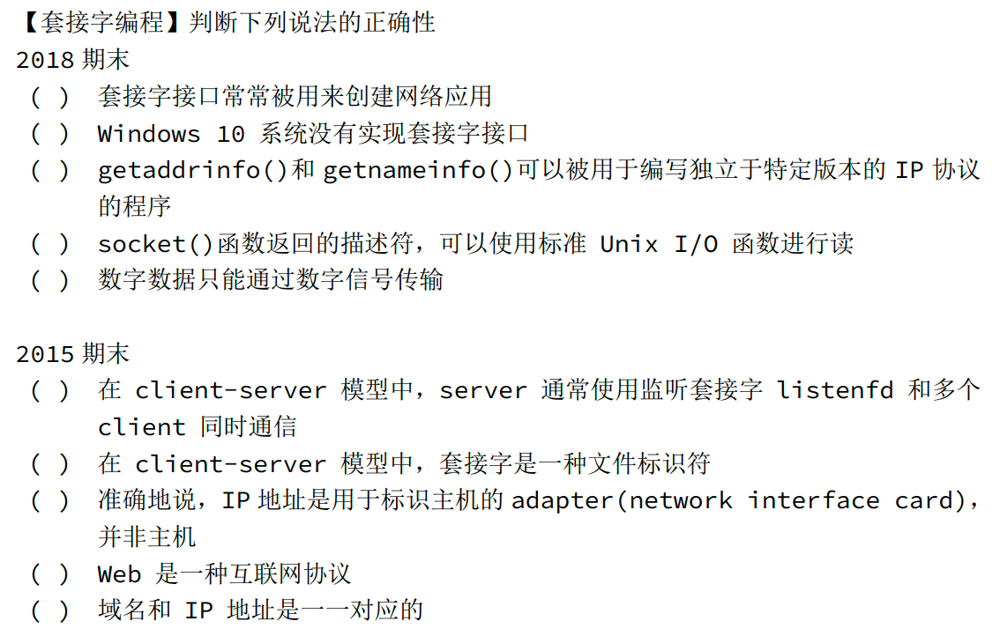 【套接字编程】判断下列说法的正确性
2018 期末
( ) 套接字接口常常被用来创建网络应用
( ) Windows 10 系统没有实现套接字接口
( ) getaddrinfo()和 getnameinfo()可以被用于编写独立于特定版本的 IP 协议
的程序
( ) socket()函数返回的描述符，可以使用标准 Unix I/O 函数进行读
( ) 数字数据只能通过数字信号传输
2015 期末
( ) 在 client-server 模型中，server 通常使用监听套接字 listenfd 和多个
client 同时通信
( ) 在 client-server 模型中，套接字是一种文件标识符
( ) 准确地说，IP 地址是用于标识主机的 adapter(network interface card)，
并非主机
( ) Web 是一种互联网协议
( ) 域名和 IP 地址是一一对应的